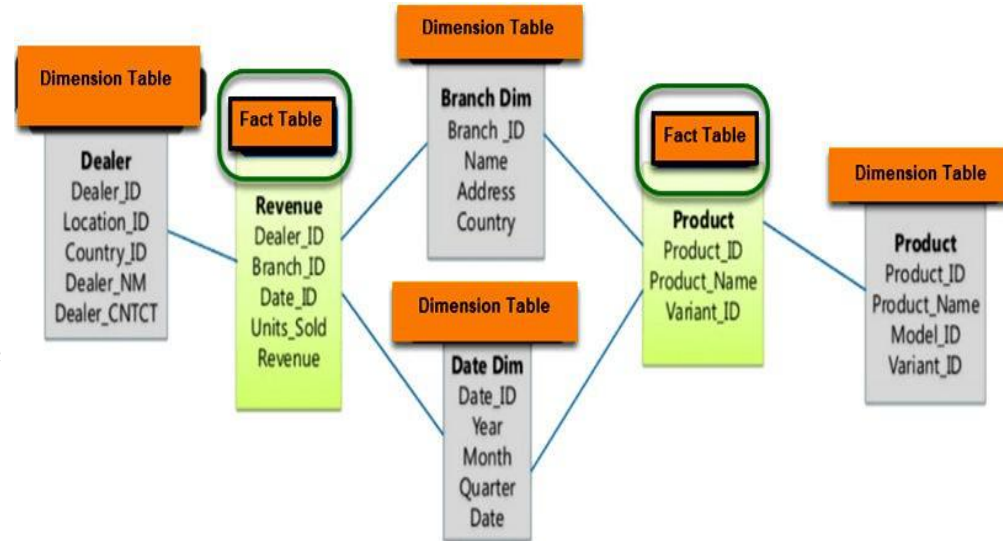 Dimension Table
Dealer
Dealer_ID
Location_ID
Country_ID
Dealer_NM
Dealer_CNTCT
Fact Table
Revenue
Dealer_ID
Branch_ID
Date_ID
Units_Sold
Revenue
Dimension Table
Branch Dim
Branch _ID
Name
Address
Country
Dimension Table
Date Dim
Date_ID
Year
Month
Quarter
Date
Fact Table
Product
Product_ID
Product_Name
Variant_ID
Dimension Table
Product
Product_ID
Product_Name
Model_ID
Variant_ID